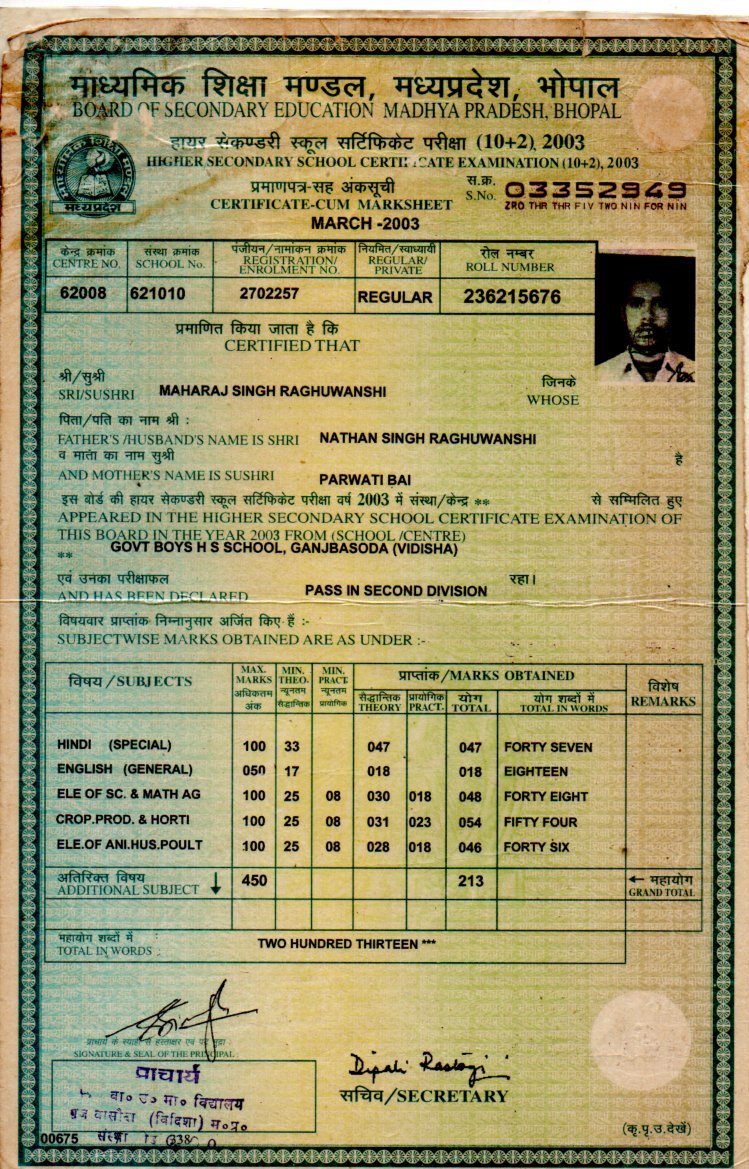 माध्यमिक शिक्षा मण्डल, मध्यप्रदेश, भोपाल
BOARD OF SECONDARY EDUCATION MADHYA PRADESH, BHOPAL
हायर सेकण्डरी स्कूल सर्टिफिकेट परीक्षा (10+2), 2003
HIGHER SECONDARY SCHOOL CERTIFICATE EXAMINATION (10+2), 2003
प्रमाणपत्र-सह अंकसूची
CERTIFICATE-CUM MARKSHEET
स.क्र.
S.No. 03352949
ZRO THR THR FIV TWO NIN FOR NIN
मध्यप्रदेश
MARCH -2003
केन्द्र क्रमांक संस्था क्रमांक पंजीयन/नामांकन क्रमांक नियमित/स्वाध्यायी रोल नम्बर
CENTRE NO. SCHOOL No. REGISTRATION/ ENROLMENT NO. REGULAR/ PRIVATE ROLL NUMBER
62008 621010 2702257 REGULAR 236215676
प्रमाणित किया जाता है कि
CERTIFIED THAT
श्री/सुश्री जिनके
SRI/SUSHRI MAHARAJ SINGH RAGHUWANSHI WHOSE
पिता/पति का नाम श्री :
FATHER'S /HUSBAND'S NAME IS SHRI NATHAN SINGH RAGHUWANSHI
व माता का नाम सुश्री है
AND MOTHER'S NAME IS SUSHRI PARWATI BAI
इस बोर्ड की हायर सेकण्डरी स्कूल सर्टिफिकेट परीक्षा वर्ष 2003 में संस्था/केन्द्र ** से सम्मिलित हुए
APPEARED IN THE HIGHER SECONDARY SCHOOL CERTIFICATE EXAMINATION OF
THIS BOARD IN THE YEAR 2003 FROM (SCHOOL /CENTRE)
** GOVT BOYS H S SCHOOL, GANJBASODA (VIDISHA)
एवं उनका परीक्षाफल रहा।
AND HAS BEEN DECLARED PASS IN SECOND DIVISION
विषयवार प्राप्तांक निम्नानुसार अर्जित किए हैं :-
SUBJECTWISE MARKS OBTAINED ARE AS UNDER :-
विषय/SUBJECTS MAX. MARKS अधिकतम अंक MIN. THEO. न्यूनतम सैद्धान्तिक MIN. PRACT. न्यूनतम प्रायोगिक प्राप्तांक/MARKS OBTAINED विशेष REMARKS
सैद्धान्तिक THEORY प्रायोगिक PRACT. योग TOTAL योग शब्दों में TOTAL IN WORDS
HINDI (SPECIAL) 100 33 047 047 FORTY SEVEN
ENGLISH (GENERAL) 050 17 018 018 EIGHTEEN
ELE OF SC. & MATH AG 100 25 08 030 018 048 FORTY EIGHT
CROP.PROD. & HORTI 100 25 08 031 023 054 FIFTY FOUR
ELE.OF ANI.HUS.POULT 100 25 08 028 018 046 FORTY SIX
अतिरिक्त विषय ↓ 450 213 ← महायोग
ADDITIONAL SUBJECT GRAND TOTAL
महायोग शब्दों में :
TOTAL IN WORDS : TWO HUNDRED THIRTEEN ***
SIGNATURE & SEAL OF THE PRINCIPAL
प्राचार्य
बा० उ० मा० विद्यालय
(विदिशा) म०प्र०
00675
Dipali Rastogi
सचिव/SECRETARY
(कृ.पृ.उ.देखें)